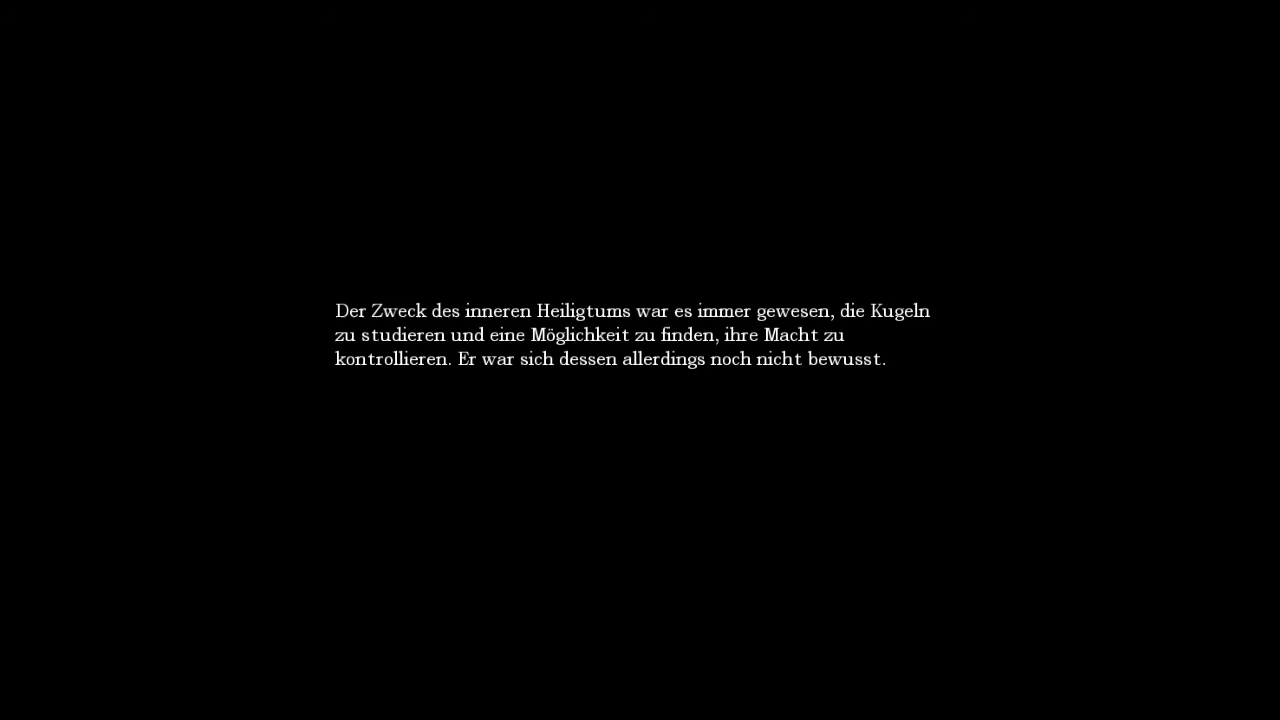 Der Zweck des inneren Heiligtums war es immer gewesen, die Kugeln
zu studieren und eine Möglichkeit zu finden, ihre Macht zu
kontrollieren. Er war sich dessen allerdings noch nicht bewusst.